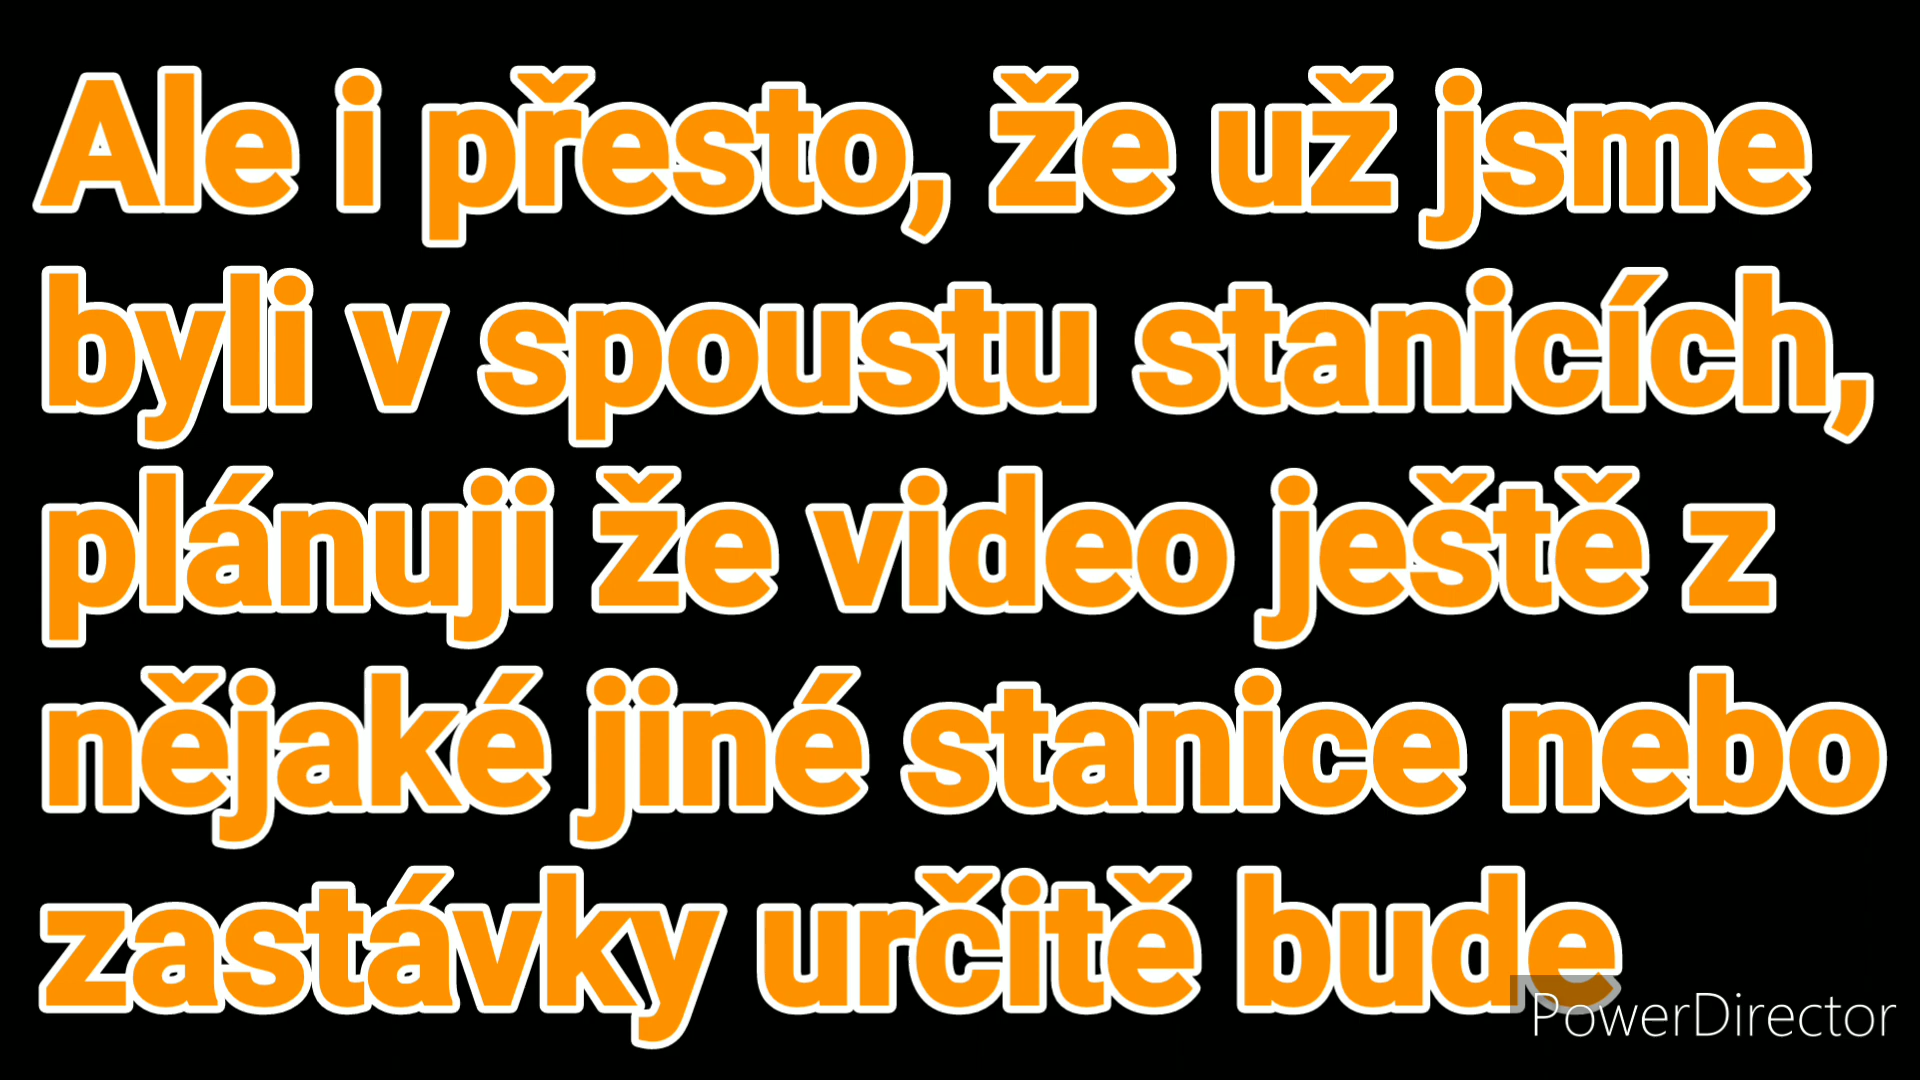 Ale i přesto, že už jsme
byli v spoustu stanicích,
plánuji že video ještě z
nějaké jiné stanice nebo
zastávky určitě bude
PowerDirector